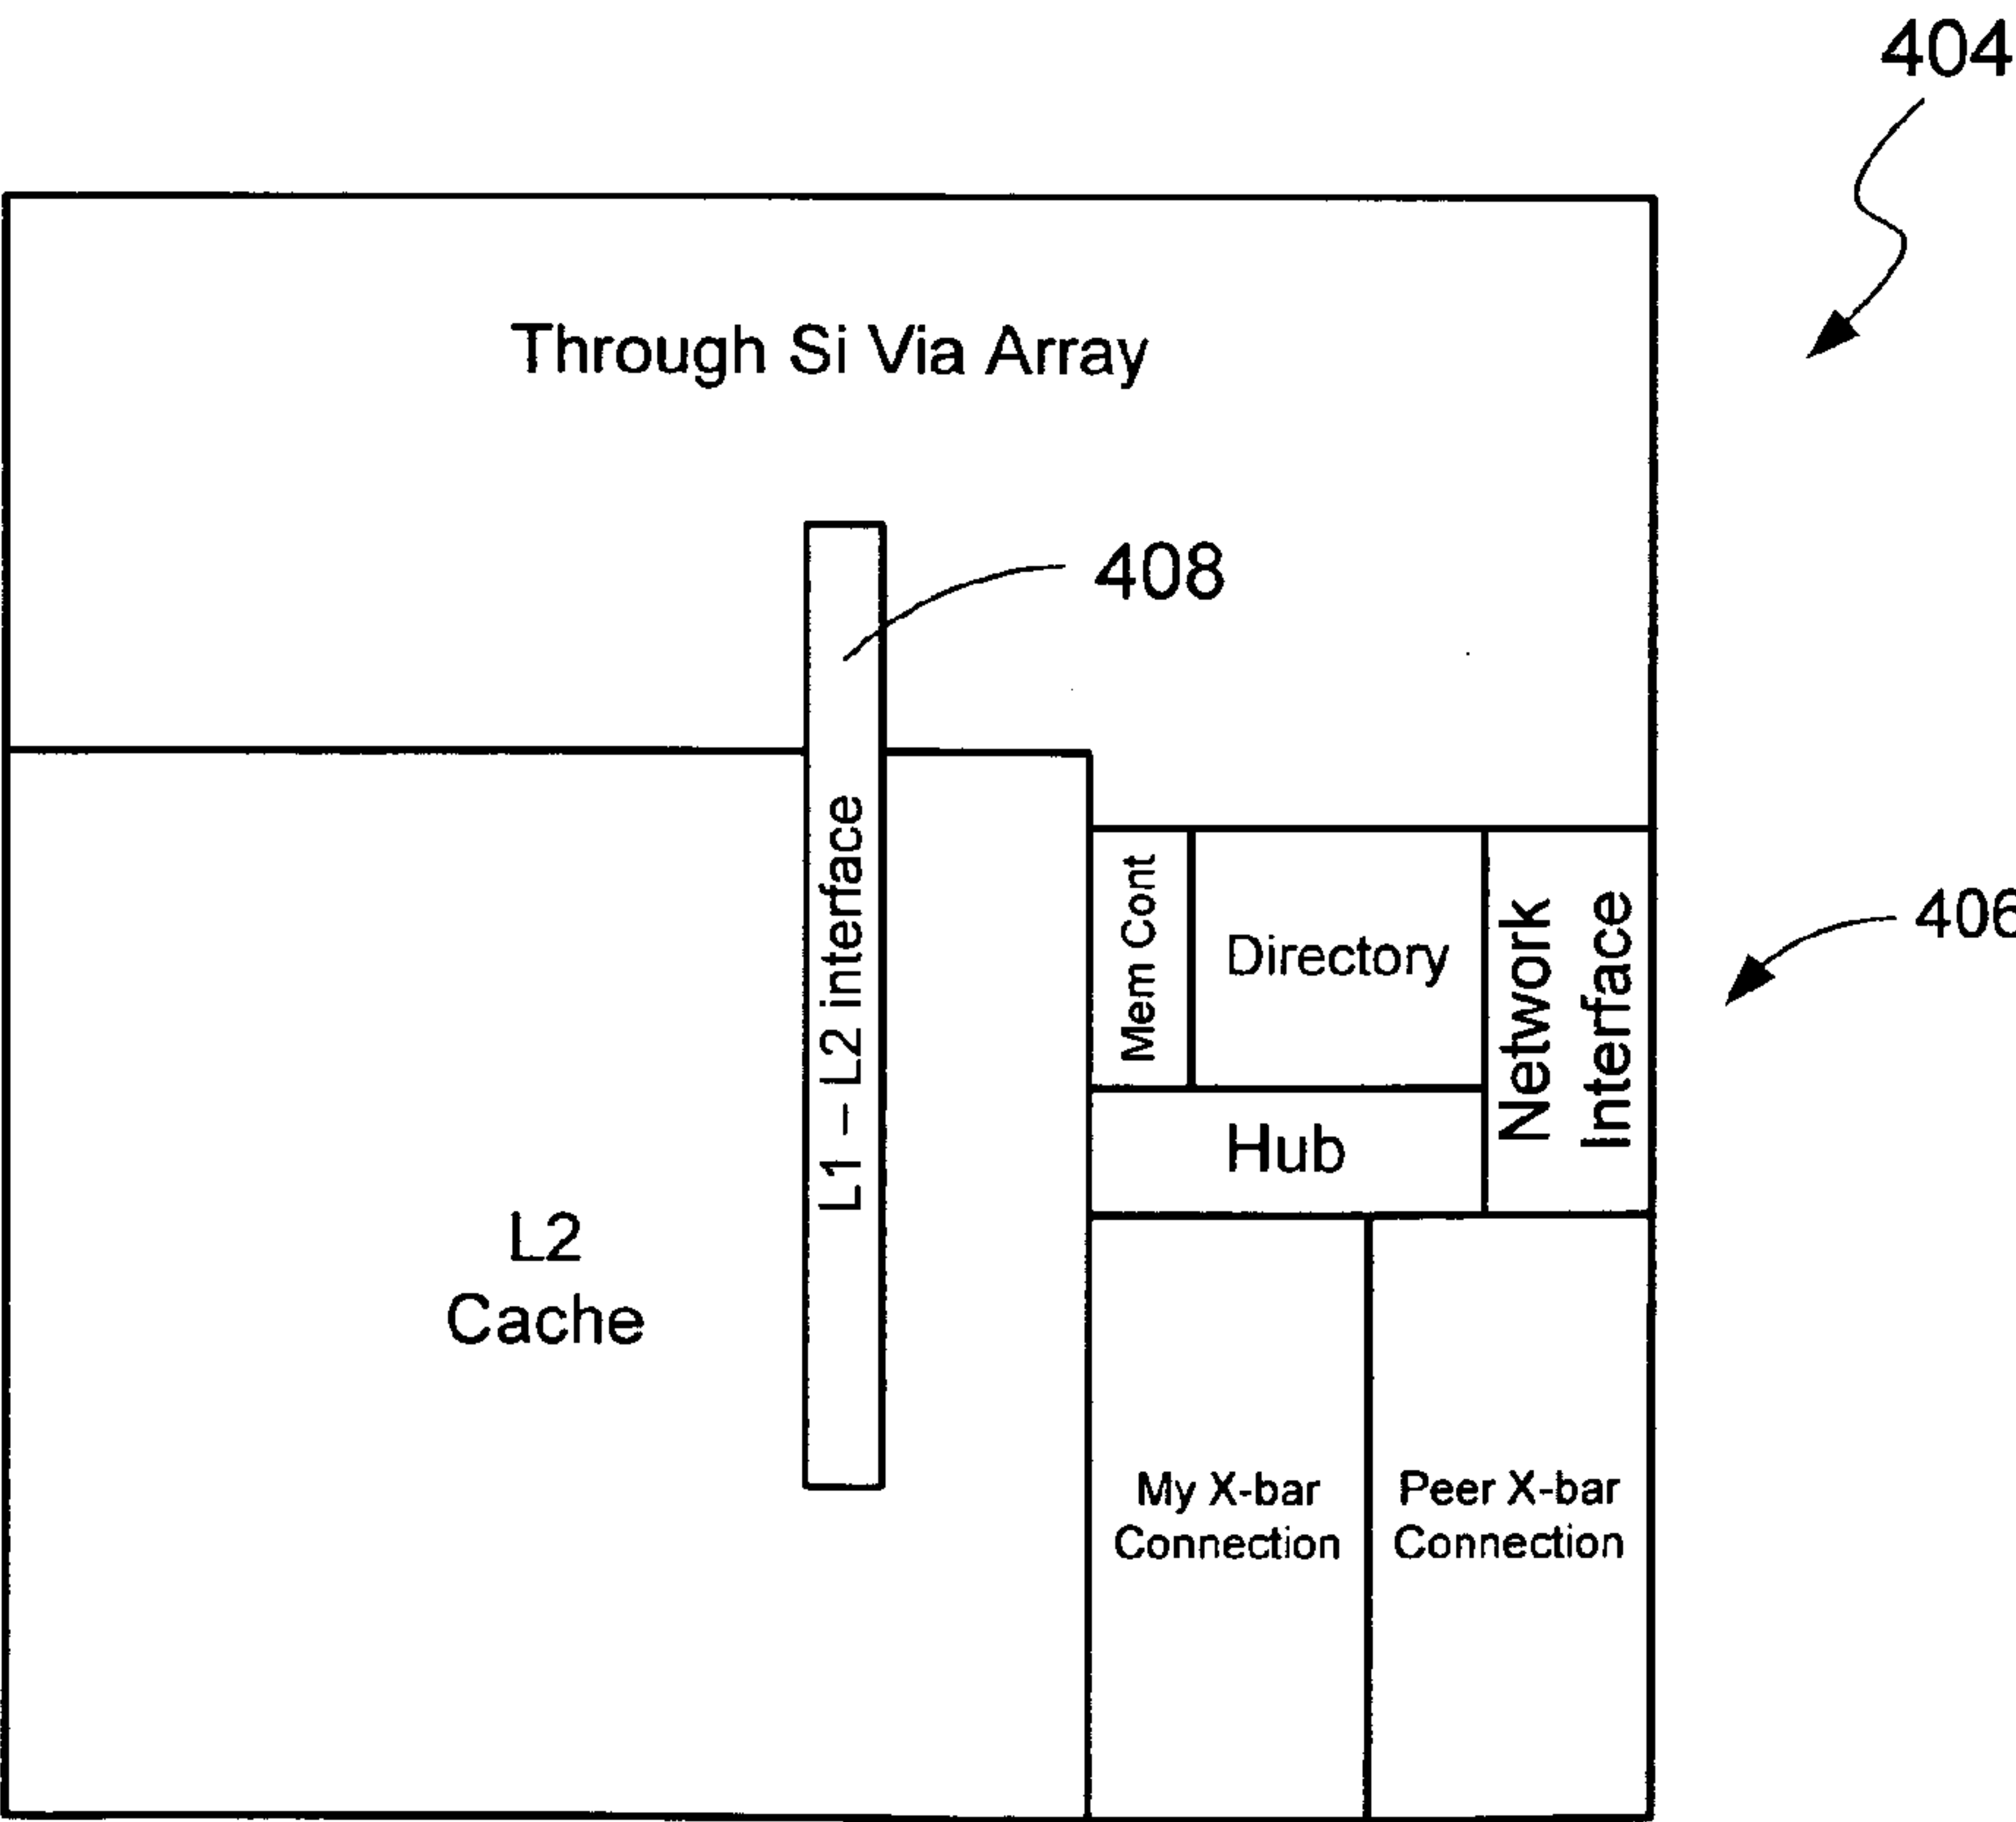 404
Through Si Via Array
408
L1 – L2 interface
Mem Cont
Directory
Network
Interface
406
Hub
L2
Cache
My X-bar
Connection
Peer X-bar
Connection